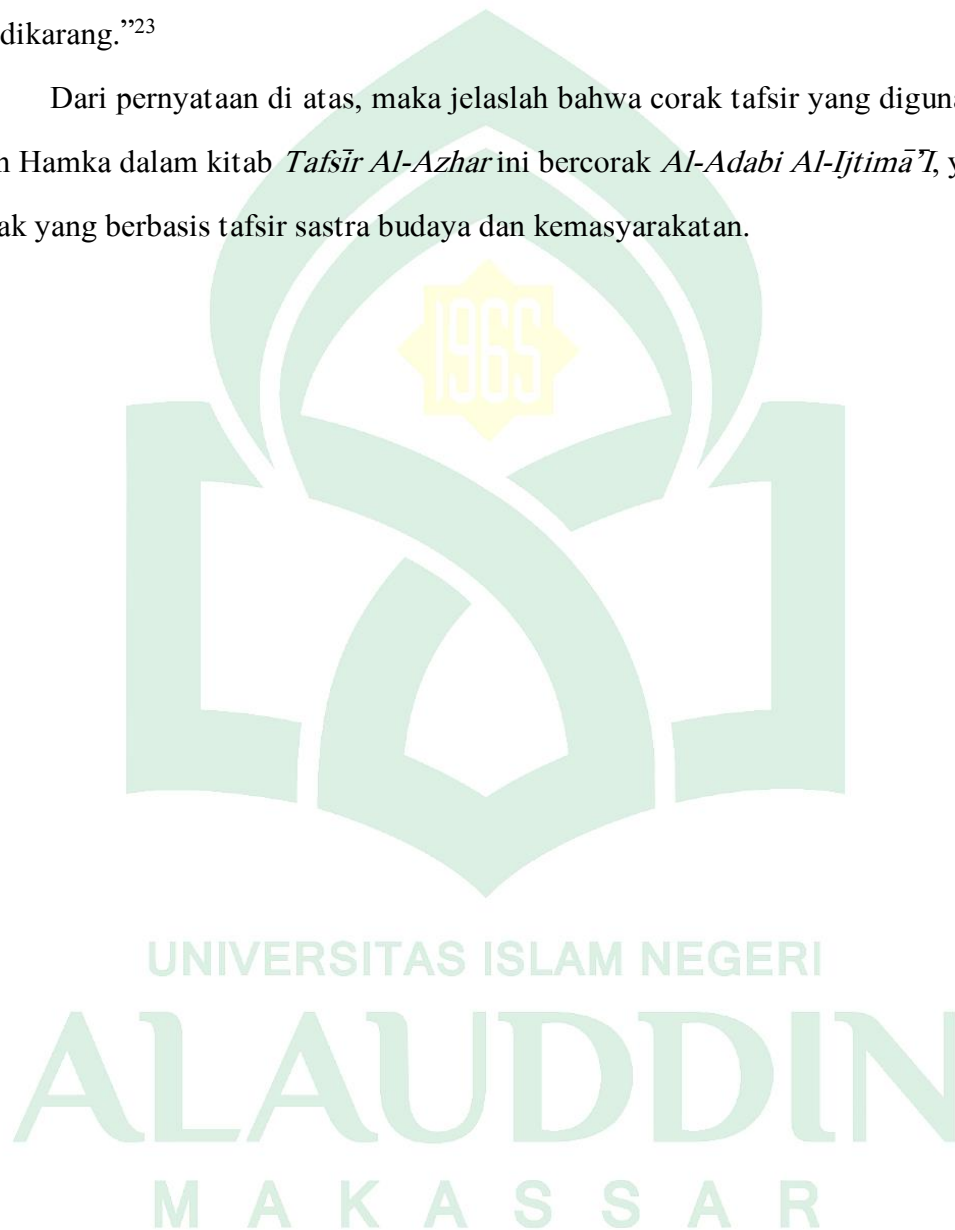 dikarang.”23
Dari pernyataan di atas, maka jelaslah bahwa corak tafsir yang diguna
n Hamka dalam kitab Tafsīr Al-Azhar ini bercorak Al-Adabi Al-Ijtimā’Ī, y
ak yang berbasis tafsir sastra budaya dan kemasyarakatan.
1965
UNIVERSITAS ISLAM NEGERI
ALAUDDIN
MAKASSAR